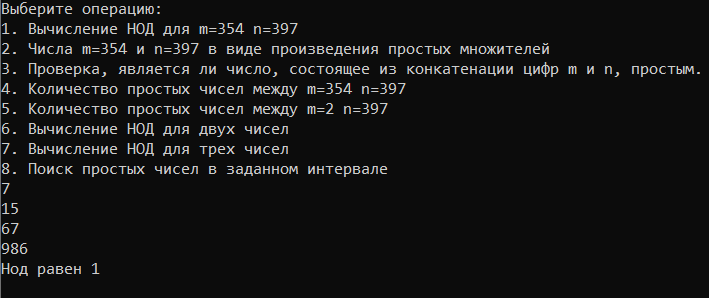 Выберите операцию:
1. Вычисление НОД для m=354 n=397
2. Числа m=354 и n=397 в виде произведения простых множителей
3. Проверка, является ли число, состоящее из конкатенации цифр m и n, простым.
4. Количество простых чисел между m=354 n=397
5. Количество простых чисел между m=2 n=397
6. Вычисление НОД для двух чисел
7. Вычисление НОД для трех чисел
8. Поиск простых чисел в заданном интервале
7
15
67
986
Нод равен 1